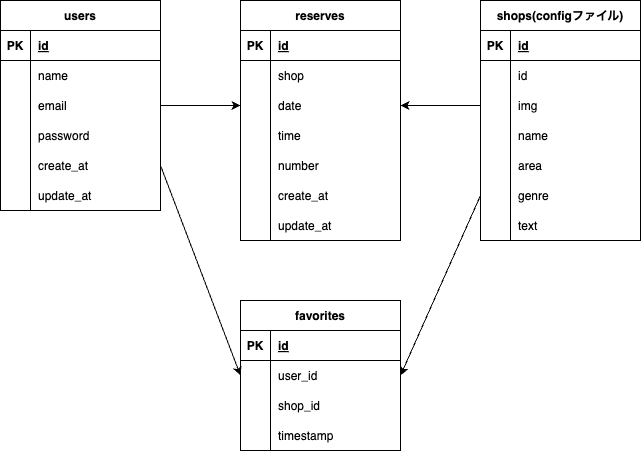 users
PK id
name
email
password
create_at
update_at
reserves
PK id
shop
date
time
number
create_at
update_at
shops(configファイル)
PK id
id
img
name
area
genre
text
favorites
PK id
user_id
shop_id
timestamp